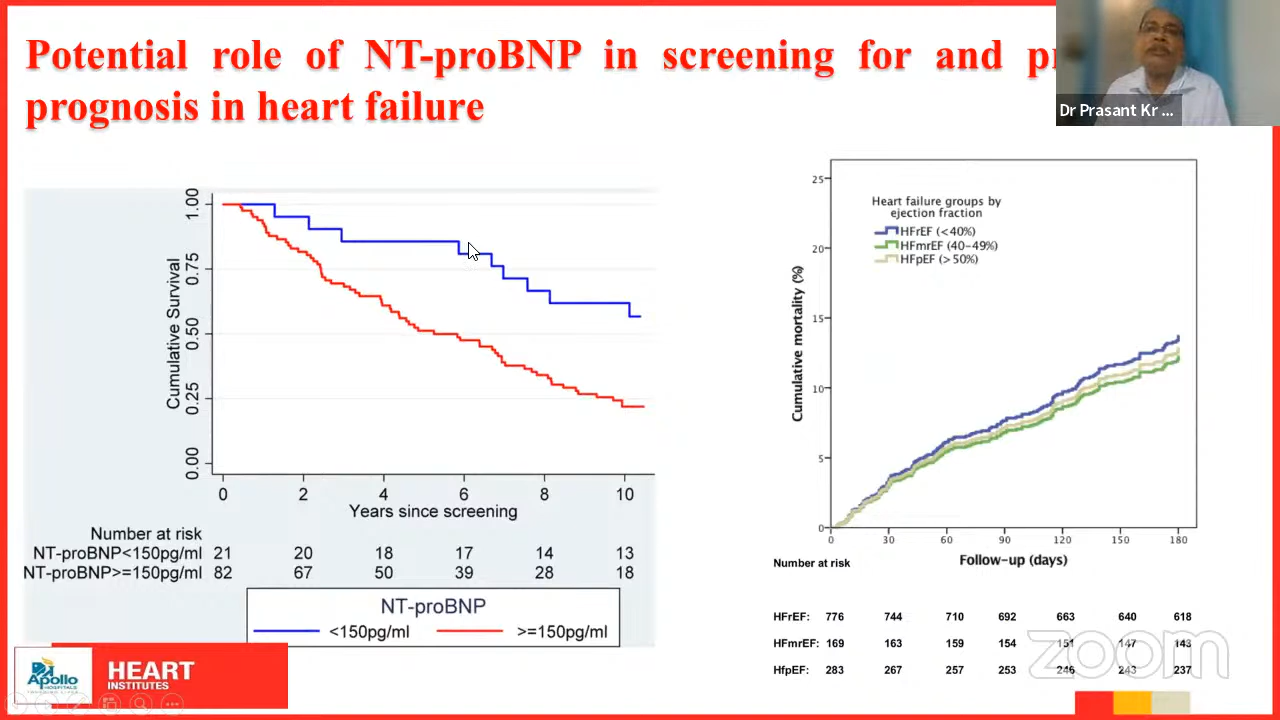 Potential role of NT-proBNP in screening for and
prognosis in heart failure
Dr Prasant Kr ...
1.00
0.75
0.50
0.25
0.00
Cumulative Survival
0 2 4 6 8 10
Years since screening
Number at risk
NT-proBNP<150pg/ml 21 20 18 17 14 13
NT-proBNP>=150pg/ml 82 67 50 39 28 18
NT-proBNP
<150pg/ml >=150pg/ml
25
20
15
10
5
0
Cumulative mortality (%)
Heart failure groups by
ejection fraction
HFrEF (<40%)
HFmrEF (40-49%)
HFpEF (>50%)
0 30 60 90 120 150 180
Follow-up (days)
Number at risk
HFrEF: 776 744 710 692 663 640 618
HFmrEF: 169 163 159 154 151 147 143
HfpEF: 283 267 257 253 246 243 237
zoom
Apollo
HOSPITALS
TOUCHING LIVES
HEART
INSTITUTES